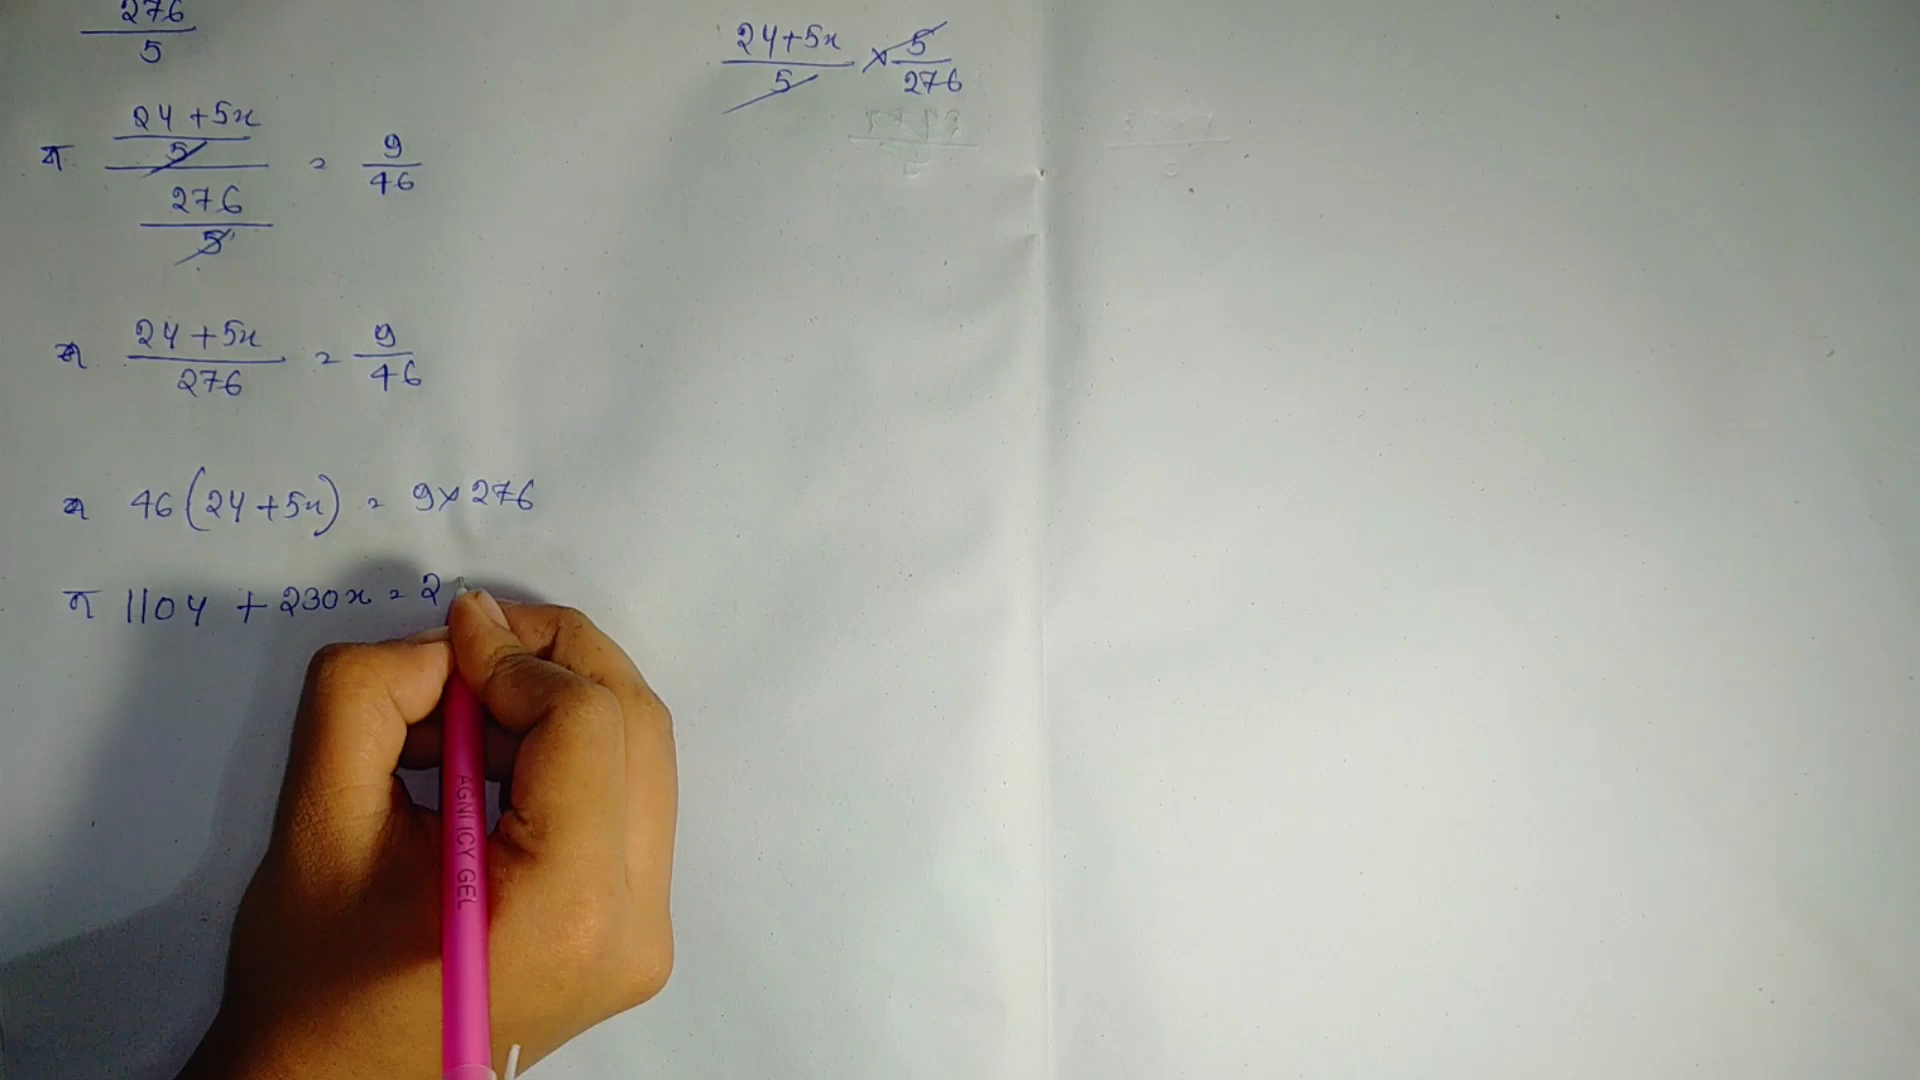 276
5
24+5x
5
× 5
276
24 +5x
5
276
5
= 9
46
24 +5x
276
= 9
46
46 (24+5x) = 9×276
1104 + 230x = 2
AGNI ICY GEL